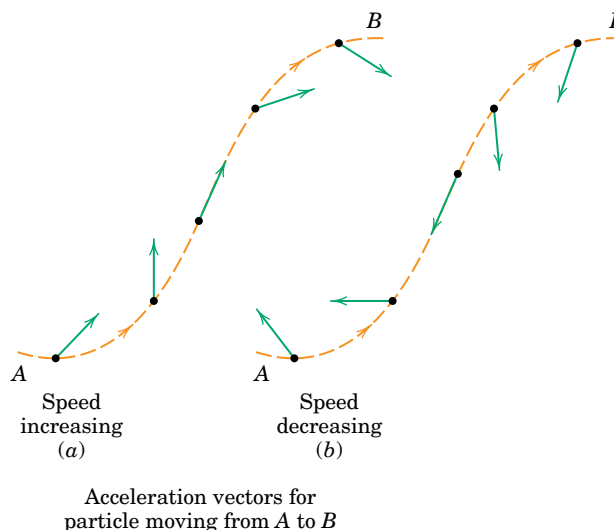 B
A
A
Speed
increasing
(a)
Speed
decreasing
(b)
Acceleration vectors for
particle moving from A to B